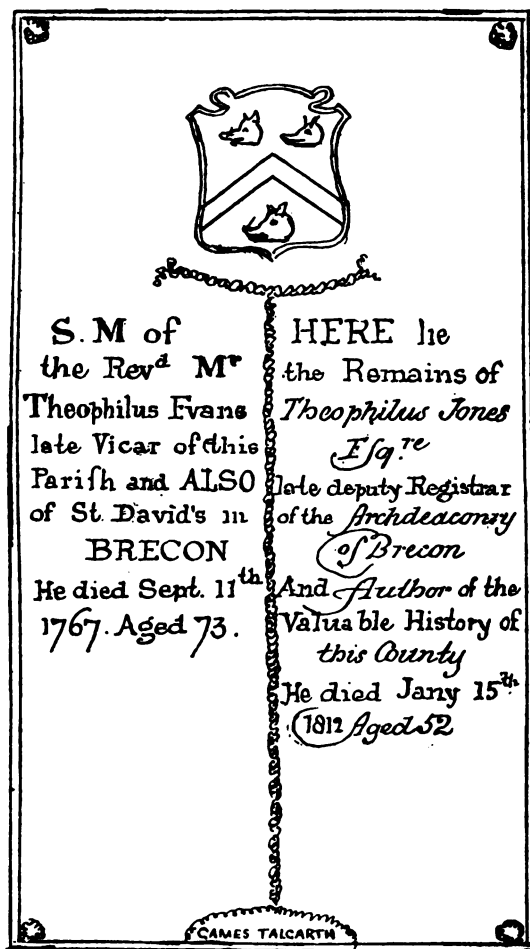 S. M of
the Revd Mr
Theophilus Evans
late Vicar of this
Pariſh and ALSO
of St. David's in
BRECON
He died Sept. 11th
1767. Aged 73.
HERE lie
the Remains of
Theophilus Jones
Eſq.re
late deputy Registrar
of the Archdeaconry
of Brecon
And Author of the
Valuable History of
this County
He died Jany 15th
1812 Aged 52
GAMES TALGARTH